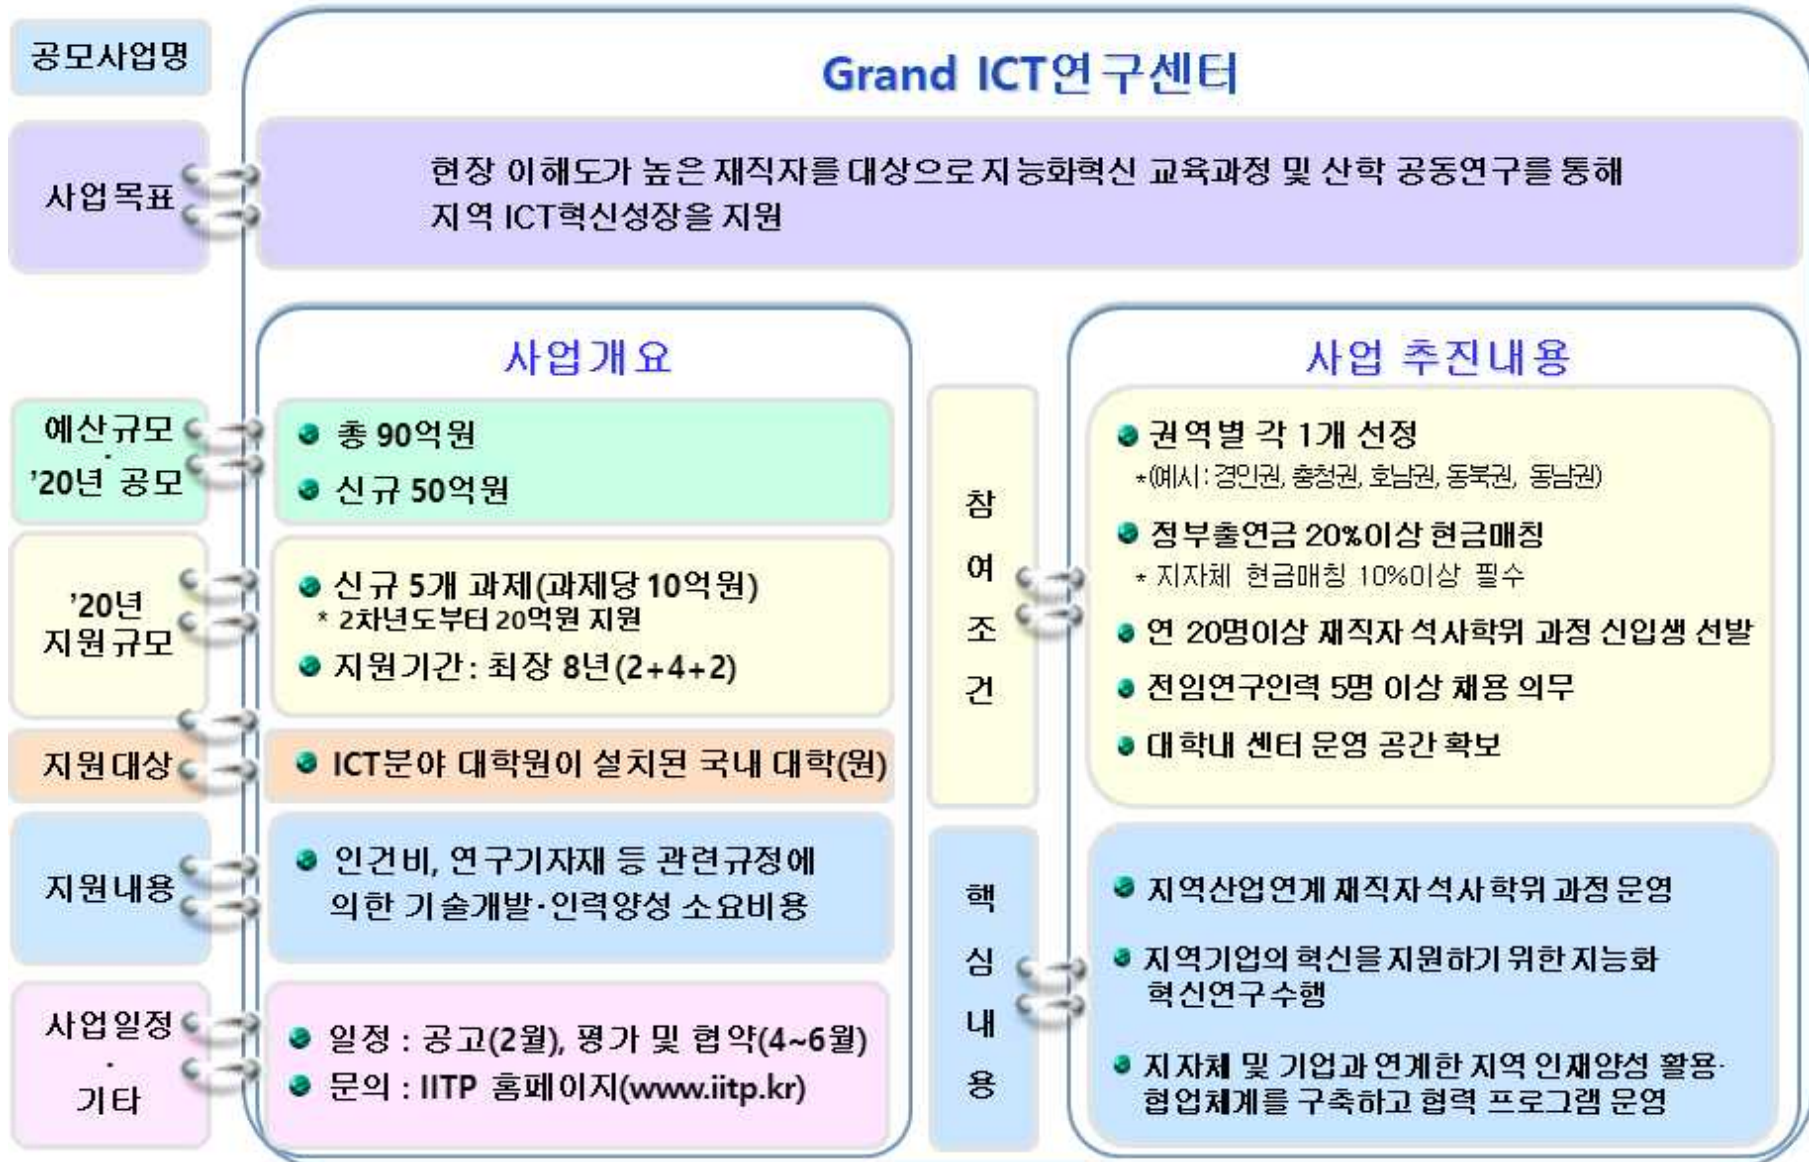 공모사업명
Grand ICT연구센터
사업목표
현장 이해도가 높은 재직자를 대상으로 지능화혁신 교육과정 및 산학 공동연구를 통해
지역 ICT혁신성장을 지원
사업개요
예산규모
·
'20년 공모
총 90억원
신규 50억원
'20년
지원규모
신규 5개 과제(과제당 10억원)
* 2차년도부터 20억원 지원
지원기간 : 최장 8년(2+4+2)
지원대상
ICT분야 대학원이 설치된 국내 대학(원)
지원내용
인건비, 연구기자재 등 관련규정에
의한 기술개발·인력양성 소요비용
사업일정
·
기타
일정 : 공고(2월), 평가 및 협약(4~6월)
문의 : IITP 홈페이지(www.iitp.kr)
사업 추진내용
참
여
조
건
권역별 각 1개 선정
*(예시 : 경인권, 충청권, 호남권, 동북권, 동남권)
정부출연금 20%이상 현금매칭
* 지자체 현금매칭 10%이상 필수
연 20명이상 재직자 석사학위 과정 신입생 선발
전임연구인력 5명 이상 채용 의무
대학내 센터 운영 공간 확보
핵
심
내
용
지역산업연계 재직자 석사 학위 과정 운영
지역기업의 혁신을 지원하기 위한 지능화
혁신연구 수행
지자체 및 기업과 연계한 지역 인재양성 활용·
협업체계를 구축하고 협력 프로그램 운영